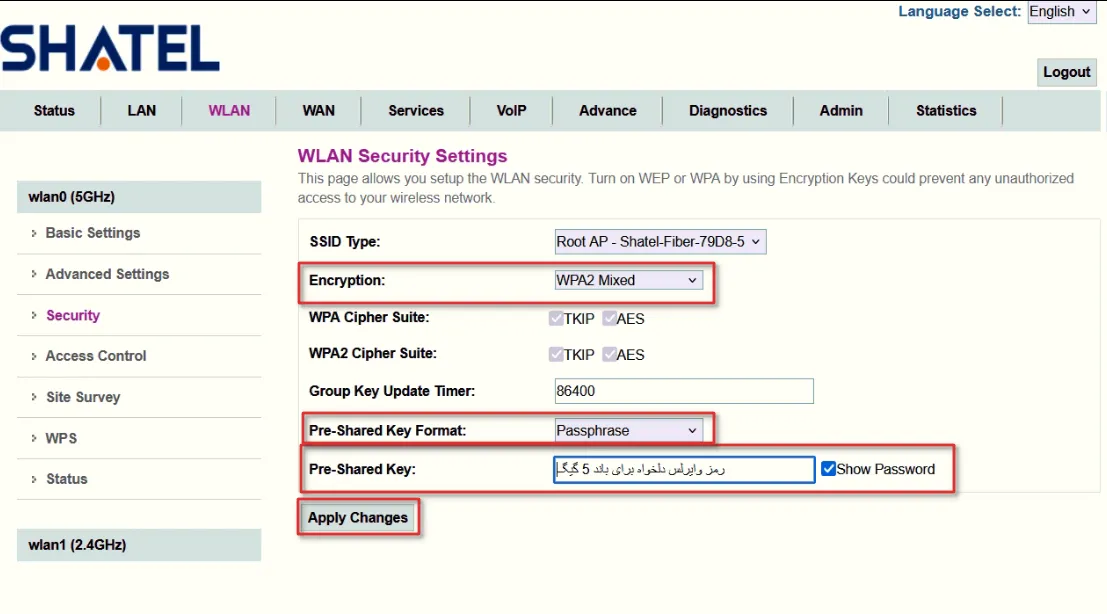 Language Select: English
SHATEL
Logout
Status LAN WLAN WAN Services VoIP Advance Diagnostics Admin Statistics
wlan0 (5GHz)
Basic Settings
Advanced Settings
Security
Access Control
Site Survey
WPS
Status
wlan1 (2.4GHz)
WLAN Security Settings
This page allows you setup the WLAN security. Turn on WEP or WPA by using Encryption Keys could prevent any unauthorized
access to your wireless network.
SSID Type: Root AP - Shatel-Fiber-79D8-5
Encryption: WPA2 Mixed
WPA Cipher Suite: TKIP AES
WPA2 Cipher Suite: TKIP AES
Group Key Update Timer: 86400
Pre-Shared Key Format: Passphrase
Pre-Shared Key: رمز وایرلس دلخواه برای باند 5 گیگ Show Password
Apply Changes